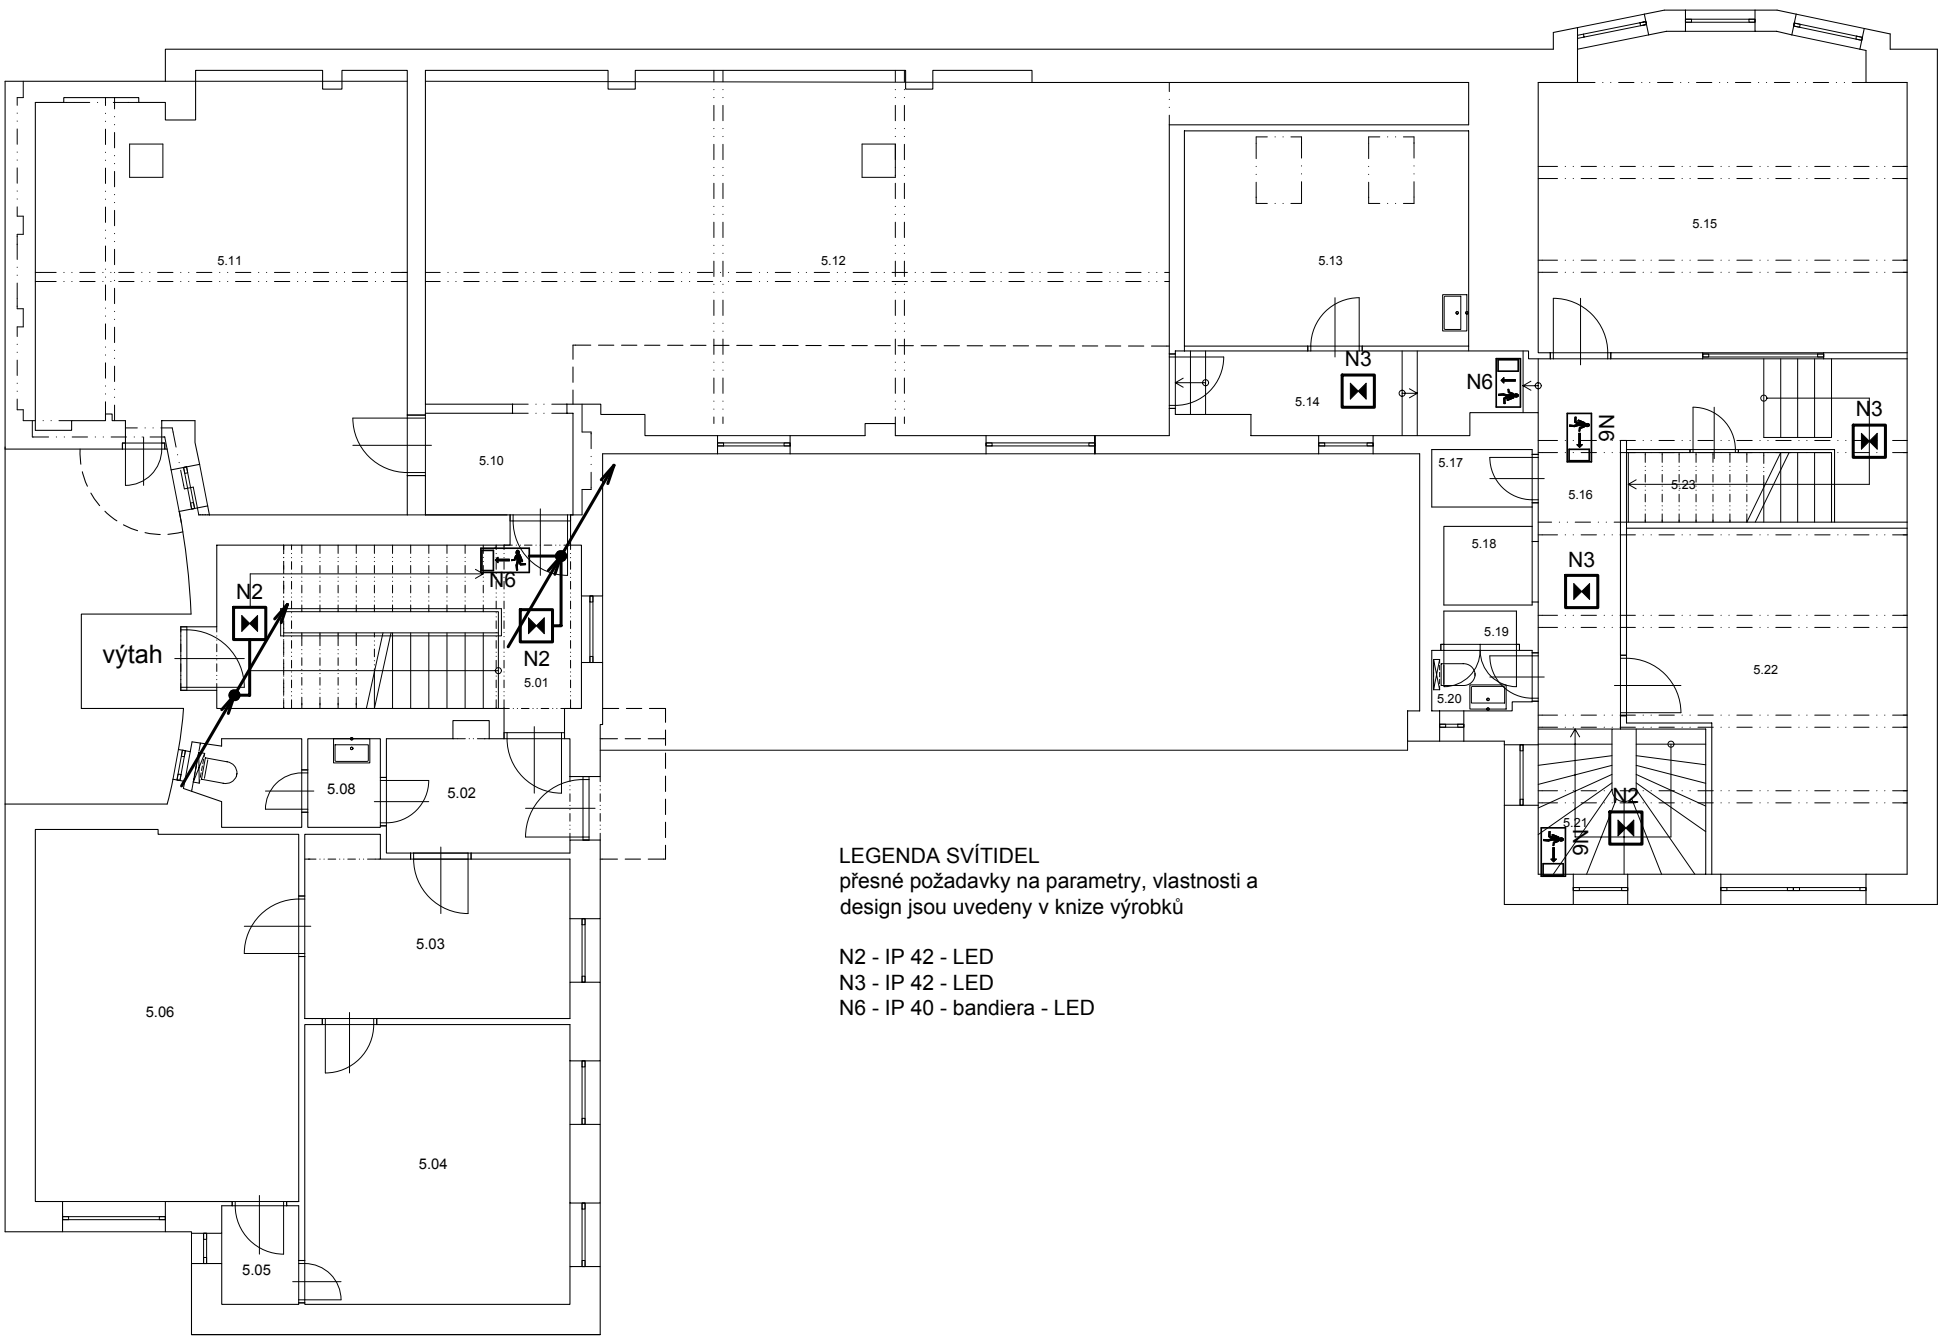 5.15
5.11
5.12
5.13
N3
N6
5.14
N3
N6
5.10
5.17
5.16
5.23
5.18
N6
N2
N3
5.19
výtah
N2
5.01
5.22
5.20
5.08
5.02
N2
5.21
N6
LEGENDA SVÍTIDEL
přesné požadavky na parametry, vlastnosti a
design jsou uvedeny v knize výrobků
N2 - IP 42 - LED
N3 - IP 42 - LED
N6 - IP 40 - bandiera - LED
5.03
5.06
5.04
5.05